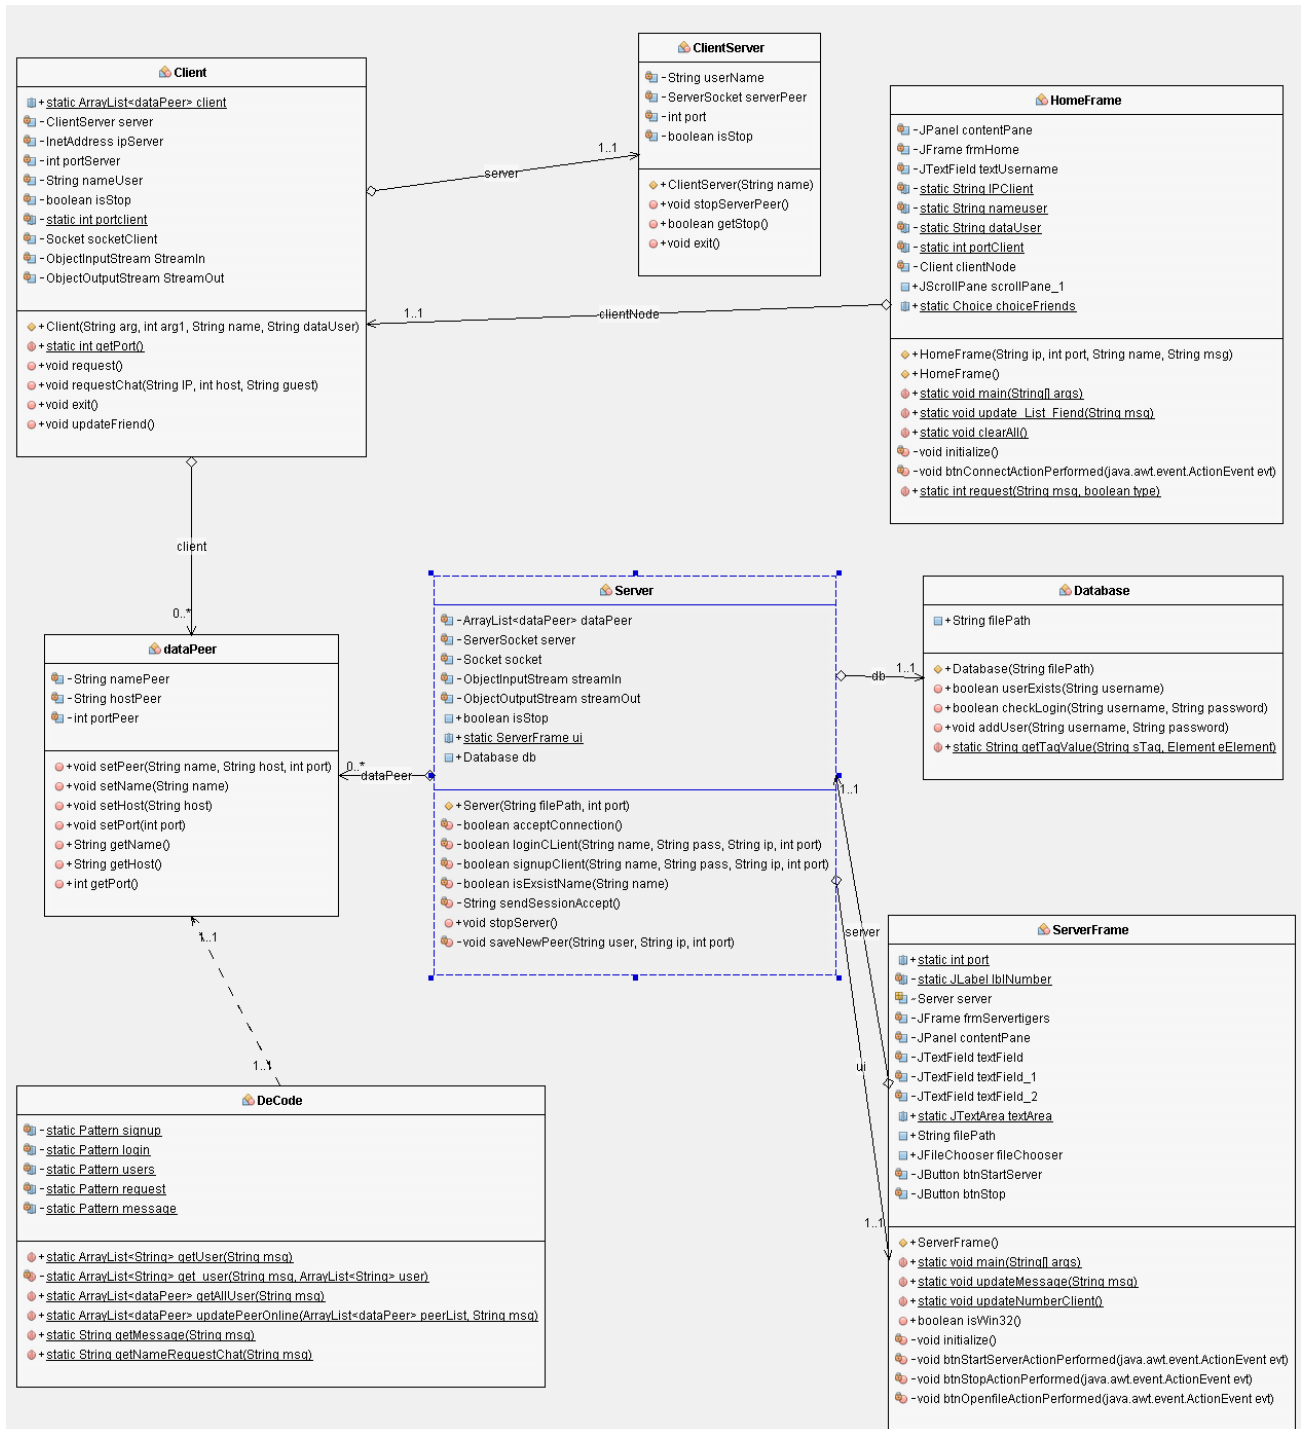 Client
+static ArrayList<dataPeer> client
-ClientServer server
-InetAddress ipServer
-int portServer
-String nameUser
-boolean isStop
-static int portclient
-Socket socketClient
-ObjectInputStream StreamIn
-ObjectOutputStream StreamOut
+Client(String arg, int arg1, String name, String dataUser)
+static int getPort()
+void request()
+void requestChat(String IP, int host, String guest)
+void exit()
+void updateFriend()
server
1..1
ClientServer
-String userName
-ServerSocket serverPeer
-int port
-boolean isStop
+ClientServer(String name)
+void stopServerPeer()
+boolean getStop()
+void exit()
1..1
clientNode
HomeFrame
-JPanel contentPane
-JFrame frmHome
-JTextField textUsername
-static String IPClient
-static String nameuser
-static String dataUser
-static int portClient
-Client clientNode
+JScrollPane scrollPane_1
+static Choice choiceFriends
+HomeFrame(String ip, int port, String name, String msg)
+HomeFrame()
+static void main(String[] args)
+static void update_List_Fiend(String msg)
+static void clearAll()
-void initialize()
-void btnConnectActionPerformed(java.awt.event.ActionEvent evt)
+static int request(String msg, boolean type)
client
0..*
dataPeer
-String namePeer
-String hostPeer
-int portPeer
+void setPeer(String name, String host, int port)
+void setName(String name)
+void setHost(String host)
+void setPort(int port)
+String getName()
+String getHost()
+int getPort()
0..*
dataPeer
Server
-ArrayList<dataPeer> dataPeer
-ServerSocket server
-Socket socket
-ObjectInputStream streamIn
-ObjectOutputStream streamOut
+boolean isStop
+static ServerFrame ui
+Database db
+Server(String filePath, int port)
-boolean acceptConnection()
-boolean loginCLient(String name, String pass, String ip, int port)
-boolean signupClient(String name, String pass, String ip, int port)
-boolean isExsistName(String name)
-String sendSessionAccept()
+void stopServer()
-void saveNewPeer(String user, String ip, int port)
db
1..1
Database
+String filePath
+Database(String filePath)
+boolean userExists(String username)
+boolean checkLogin(String username, String password)
+void addUser(String username, String password)
+static String getTagValue(String sTag, Element eElement)
1..1
server
ui
1..1
ServerFrame
+static int port
-static JLabel lblNumber
~Server server
-JFrame frmServertigers
-JPanel contentPane
-JTextField textField
-JTextField textField_1
-JTextField textField_2
+static JTextArea textArea
+String filePath
+JFileChooser fileChooser
-JButton btnStartServer
-JButton btnStop
+ServerFrame()
+static void main(String[] args)
+static void updateMessage(String msg)
+static void updateNumberClient()
+boolean isWin32()
-void initialize()
-void btnStartServerActionPerformed(java.awt.event.ActionEvent evt)
-void btnStopActionPerformed(java.awt.event.ActionEvent evt)
-void btnOpenfileActionPerformed(java.awt.event.ActionEvent evt)
1..1
1..1
DeCode
-static Pattern signup
-static Pattern login
-static Pattern users
-static Pattern request
-static Pattern message
+static ArrayList<String> getUser(String msg)
-static ArrayList<String> get_user(String msg, ArrayList<String> user)
+static ArrayList<dataPeer> getAllUser(String msg)
+static ArrayList<dataPeer> updatePeerOnline(ArrayList<dataPeer> peerList, String msg)
+static String getMessage(String msg)
+static String getNameRequestChat(String msg)